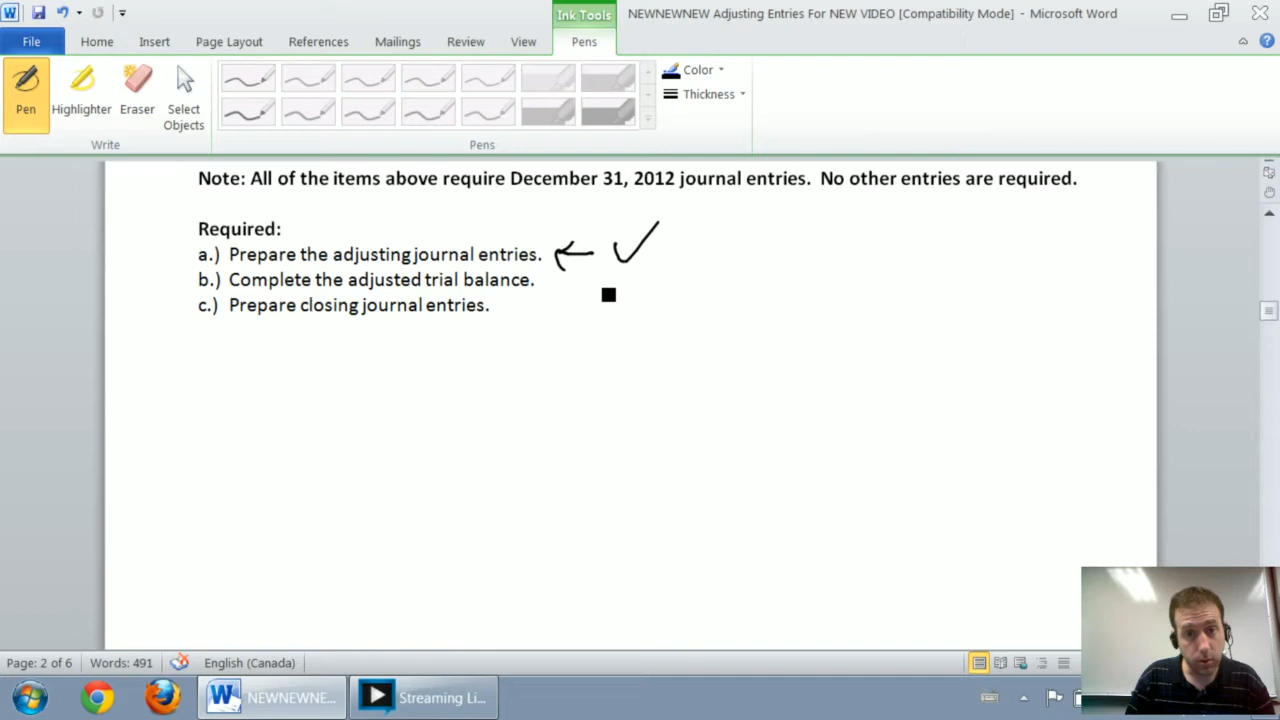 Ink Tools
NEWNEWNEW Adjusting Entries For NEW VIDEO [Compatibility Mode] - Microsoft Word
File Home Insert Page Layout References Mailings Review View Pens
Pen Highlighter Eraser Select Objects
Color
Thickness
Write Pens
Note: All of the items above require December 31, 2012 journal entries. No other entries are required.
Required:
a.) Prepare the adjusting journal entries.
b.) Complete the adjusted trial balance.
c.) Prepare closing journal entries.
Page: 2 of 6 Words: 491 English (Canada)
NEWNEWNE... Streaming Li...